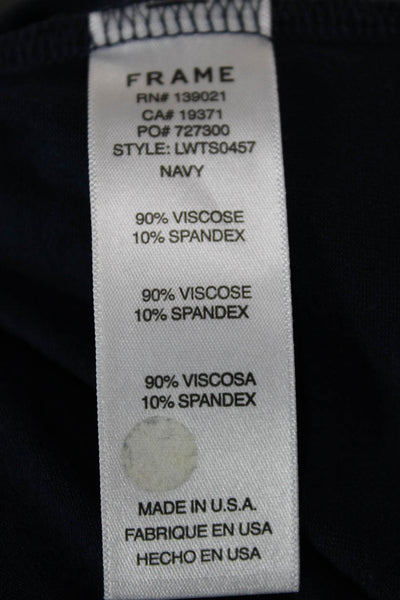 FRAME
RN# 139021
CA# 19371
PO# 727300
STYLE: LWTS0457
NAVY
90% VISCOSE
10% SPANDEX
90% VISCOSE
10% SPANDEX
90% VISCOSA
10% SPANDEX
MADE IN U.S.A.
FABRIQUE EN USA
HECHO EN USA